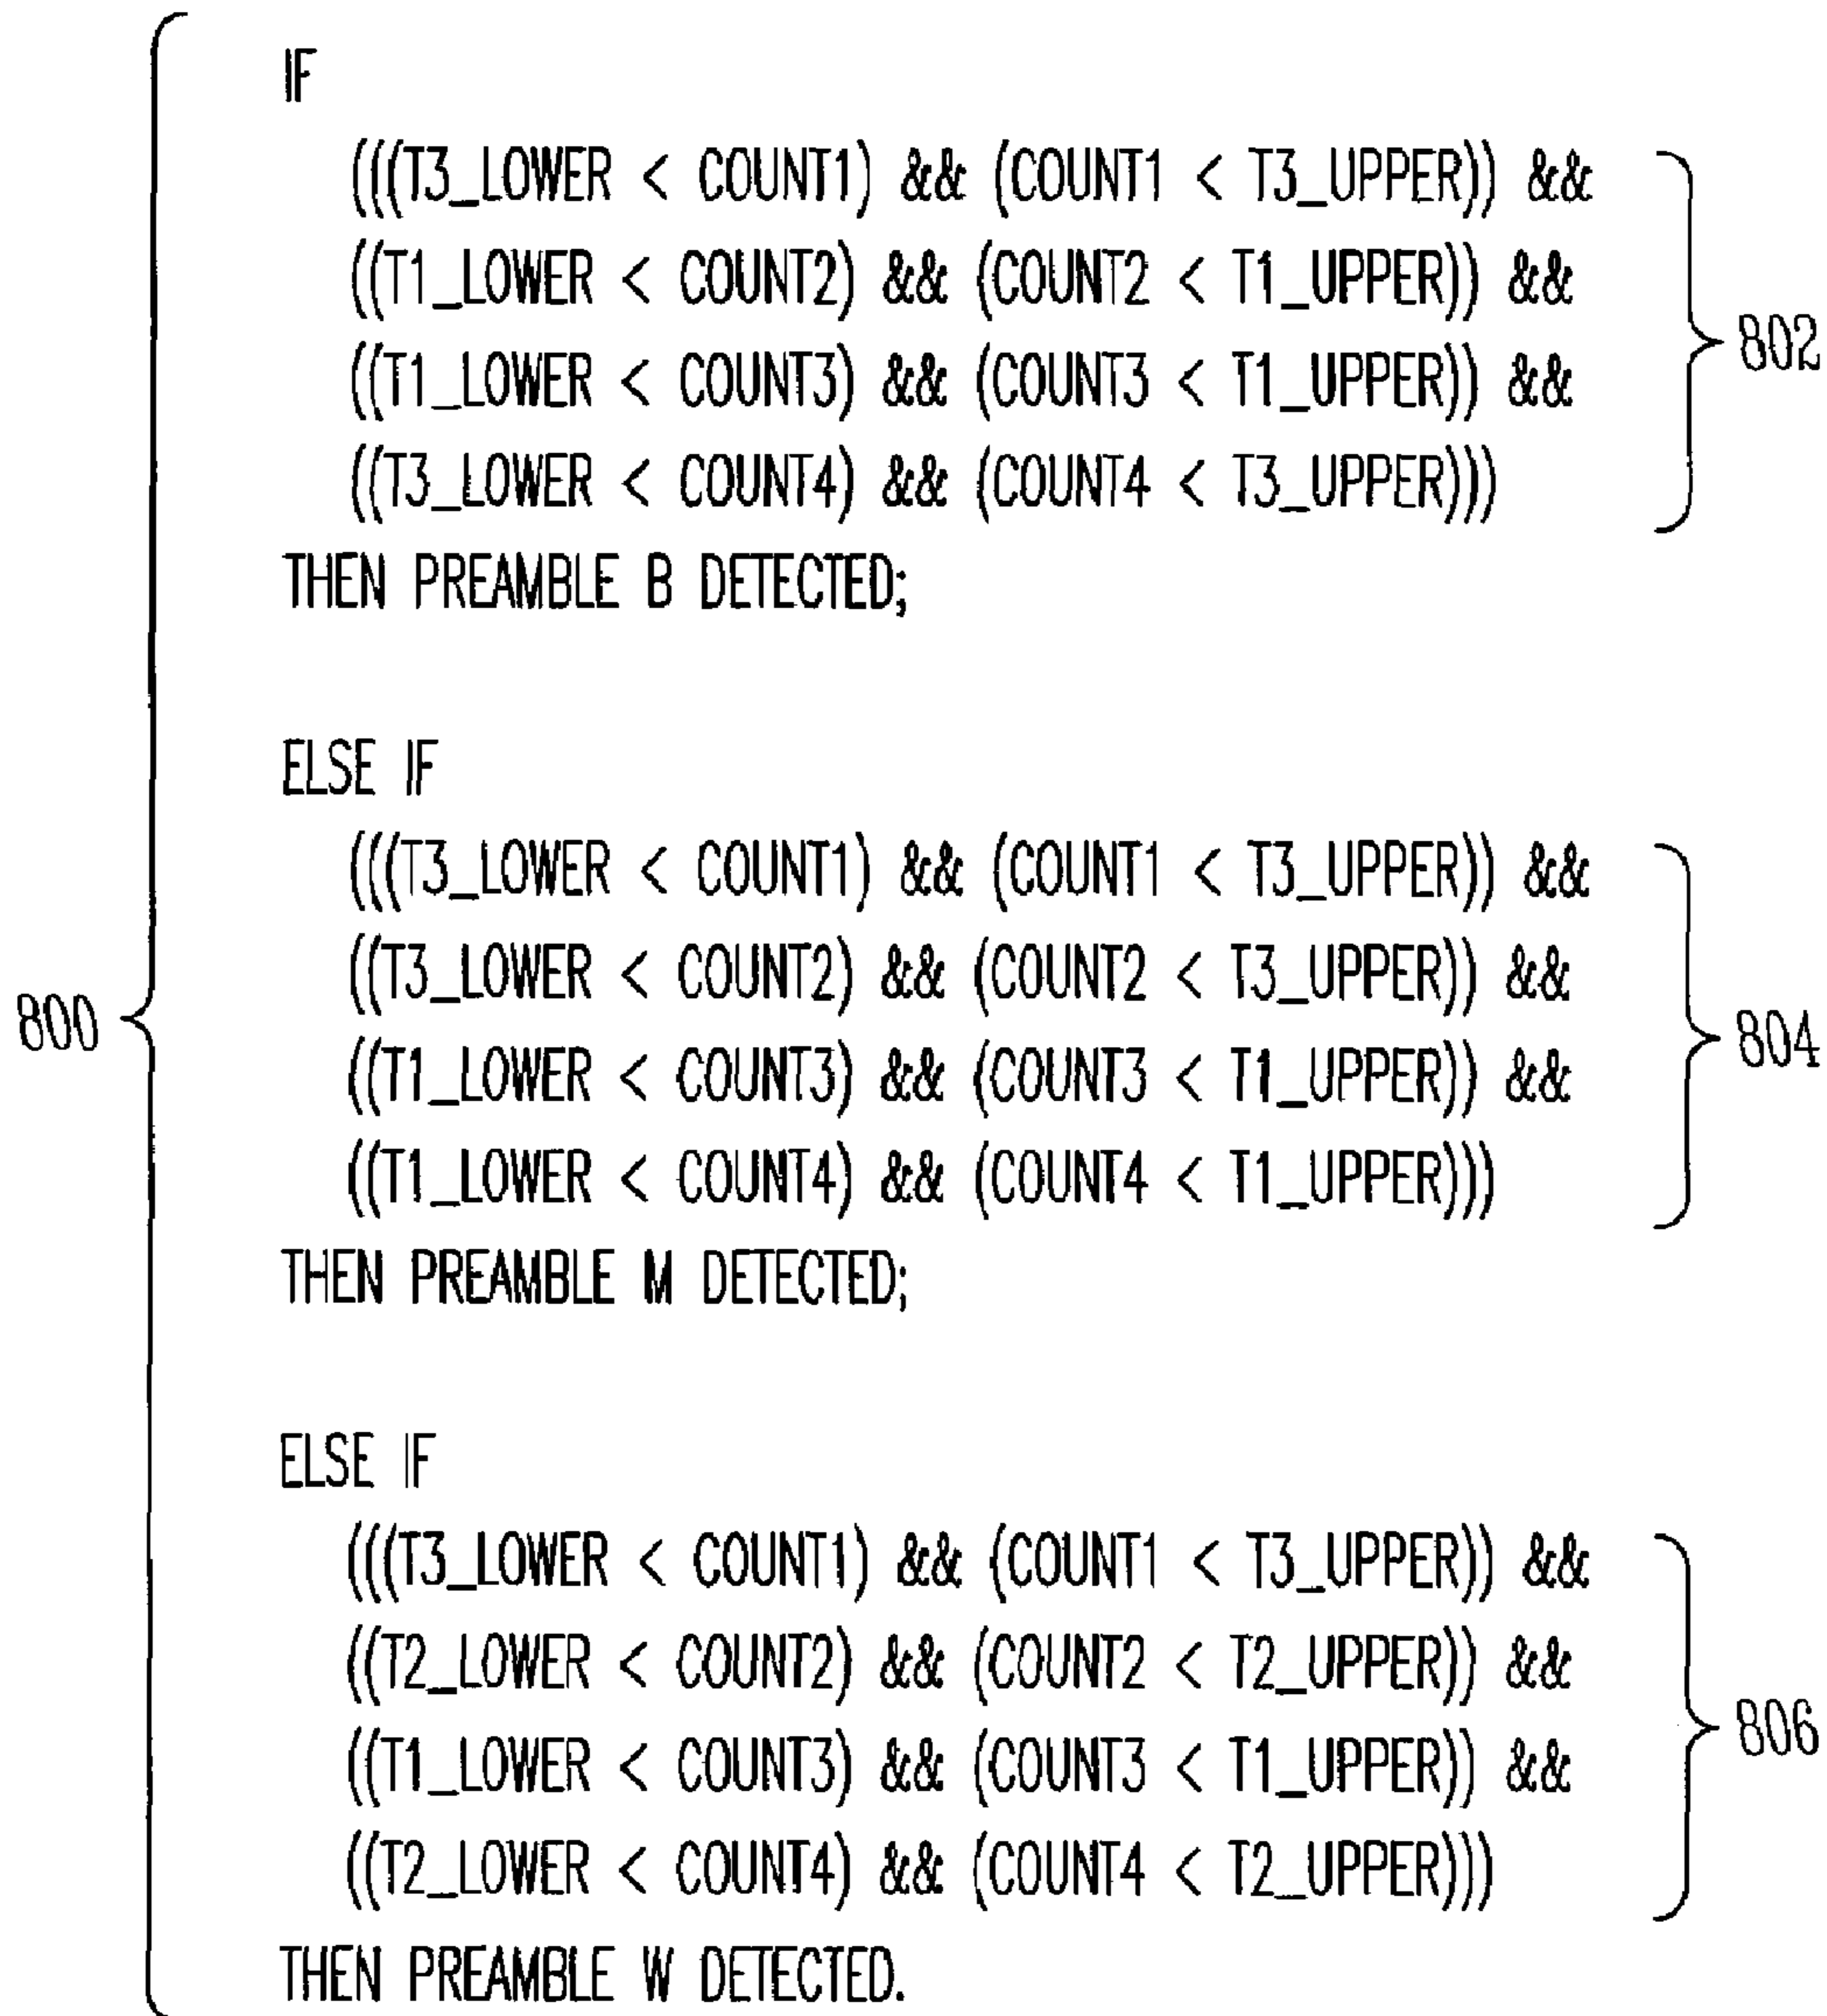 IF
(((T3_LOWER < COUNT1) && (COUNT1 < T3_UPPER)) &&
((T1_LOWER < COUNT2) && (COUNT2 < T1_UPPER)) &&
((T1_LOWER < COUNT3) && (COUNT3 < T1_UPPER)) &&
((T3_LOWER < COUNT4) && (COUNT4 < T3_UPPER)))
802
THEN PREAMBLE B DETECTED;
ELSE IF
(((T3_LOWER < COUNT1) && (COUNT1 < T3_UPPER)) &&
((T3_LOWER < COUNT2) && (COUNT2 < T3_UPPER)) &&
((T1_LOWER < COUNT3) && (COUNT3 < T1_UPPER)) &&
((T1_LOWER < COUNT4) && (COUNT4 < T1_UPPER)))
800
804
THEN PREAMBLE M DETECTED;
ELSE IF
(((T3_LOWER < COUNT1) && (COUNT1 < T3_UPPER)) &&
((T2_LOWER < COUNT2) && (COUNT2 < T2_UPPER)) &&
((T1_LOWER < COUNT3) && (COUNT3 < T1_UPPER)) &&
((T2_LOWER < COUNT4) && (COUNT4 < T2_UPPER)))
806
THEN PREAMBLE W DETECTED.